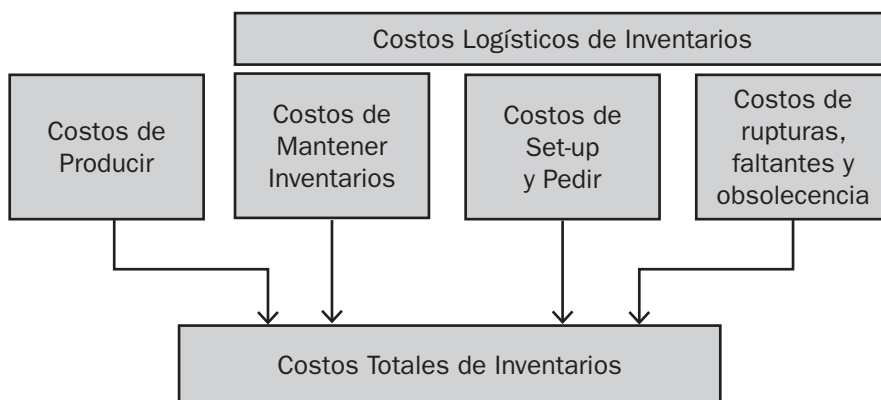 Costos Logísticos de Inventarios
Costos de
Producir
Costos de
Mantener
Inventarios
Costos de
Set-up
y Pedir
Costos de
rupturas,
faltantes y
obsolecencia
Costos Totales de Inventarios